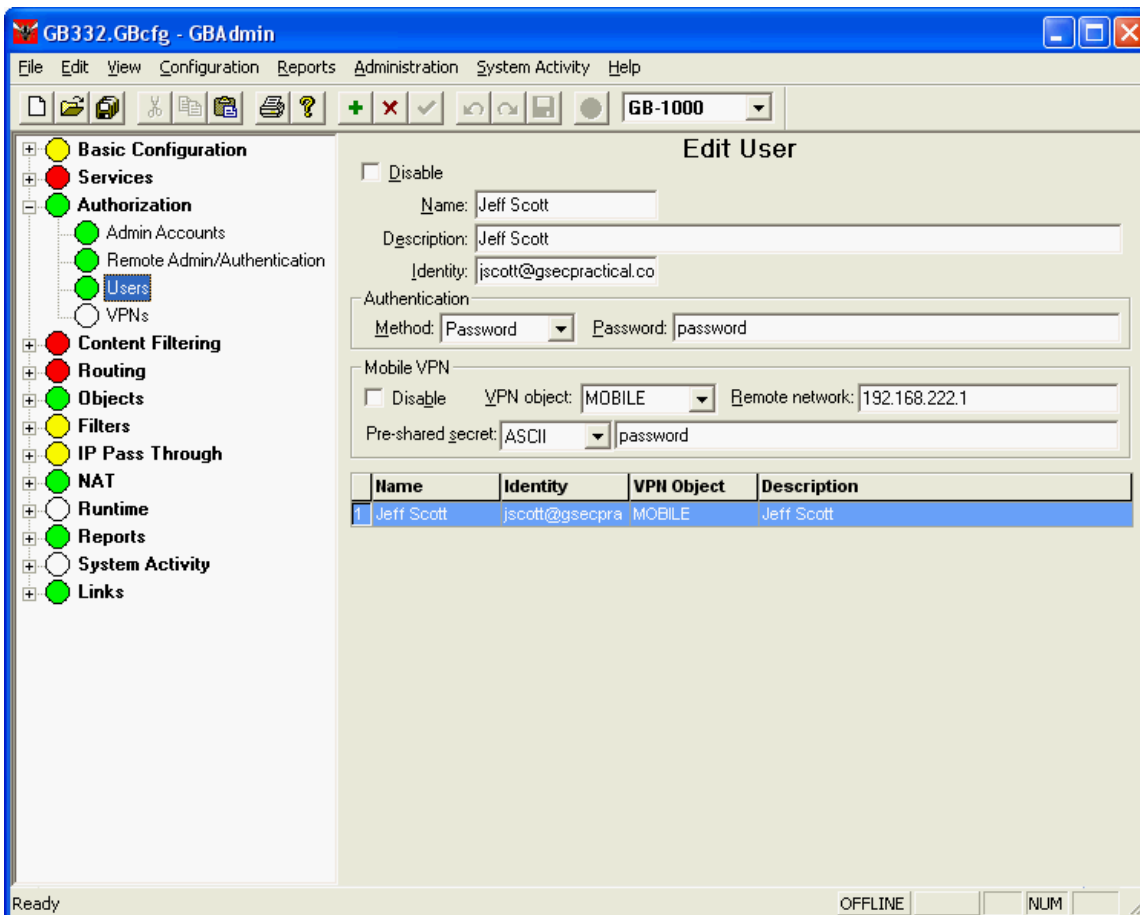 GB332.GBcfg - GBAdmin
File Edit View Configuration Reports Administration System Activity Help
GB-1000
Basic Configuration
Services
Authorization
Admin Accounts
Remote Admin/Authentication
Users
VPNs
Content Filtering
Routing
Objects
Filters
IP Pass Through
NAT
Runtime
Reports
System Activity
Links
Edit User
Disable
Name: Jeff Scott
Description: Jeff Scott
Identity: jscott@gsecpractical.co
Authentication
Method: Password Password: password
Mobile VPN
Disable VPN object: MOBILE Remote network: 192.168.222.1
Pre-shared secret: ASCII password
Name Identity VPN Object Description
1 Jeff Scott jscott@gsecpra MOBILE Jeff Scott
Ready OFFLINE NUM